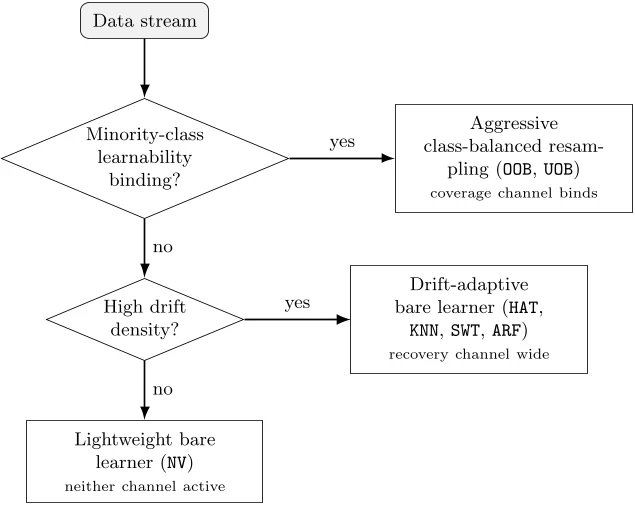 Data stream
Minority-class
learnability
binding?
yes
Aggressive
class-balanced resam-
pling (OOB, UOB)
coverage channel binds
no
High drift
density?
yes
Drift-adaptive
bare learner (HAT,
KNN, SWT, ARF)
recovery channel wide
no
Lightweight bare
learner (NV)
neither channel active